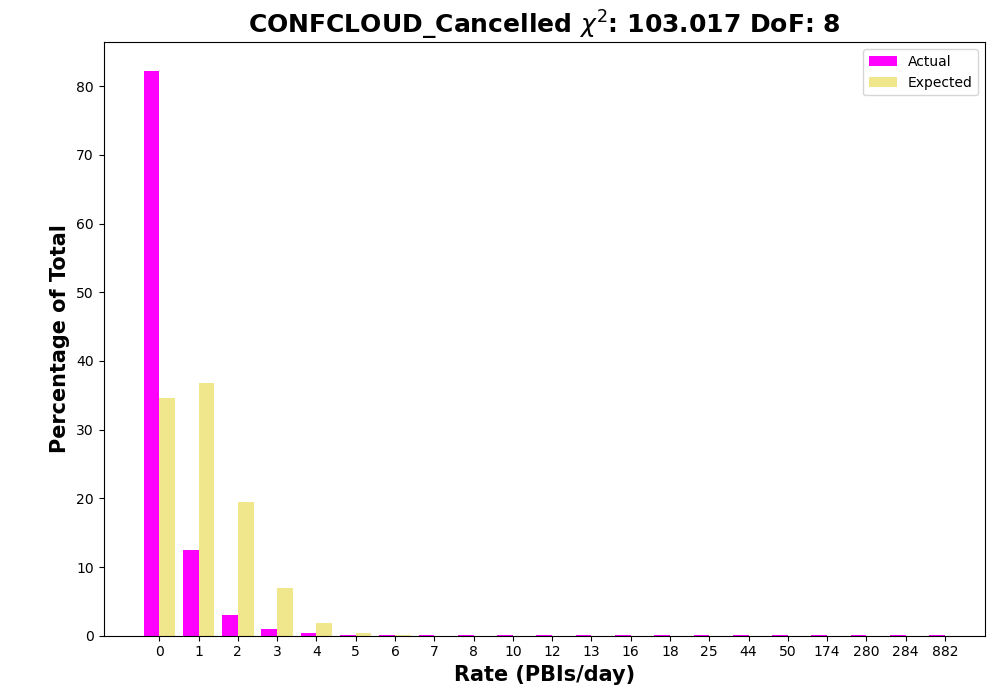 CONFCLOUD_Cancelled χ²: 103.017 DoF: 8
Actual
Expected
Percentage of Total
80
70
60
50
40
30
20
10
0
0 1 2 3 4 5 6 7 8 10 12 13 16 18 25 44 50 174 280 284 882
Rate (PBIs/day)